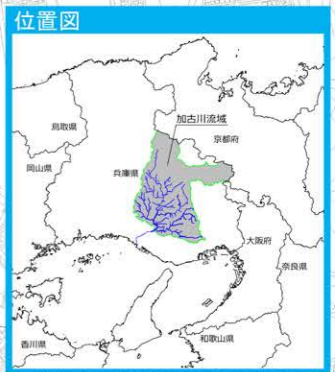 位置図
加古川流域
鳥取県
京都府
岡山県
兵庫県
大阪府
奈良県
香川県
和歌山県